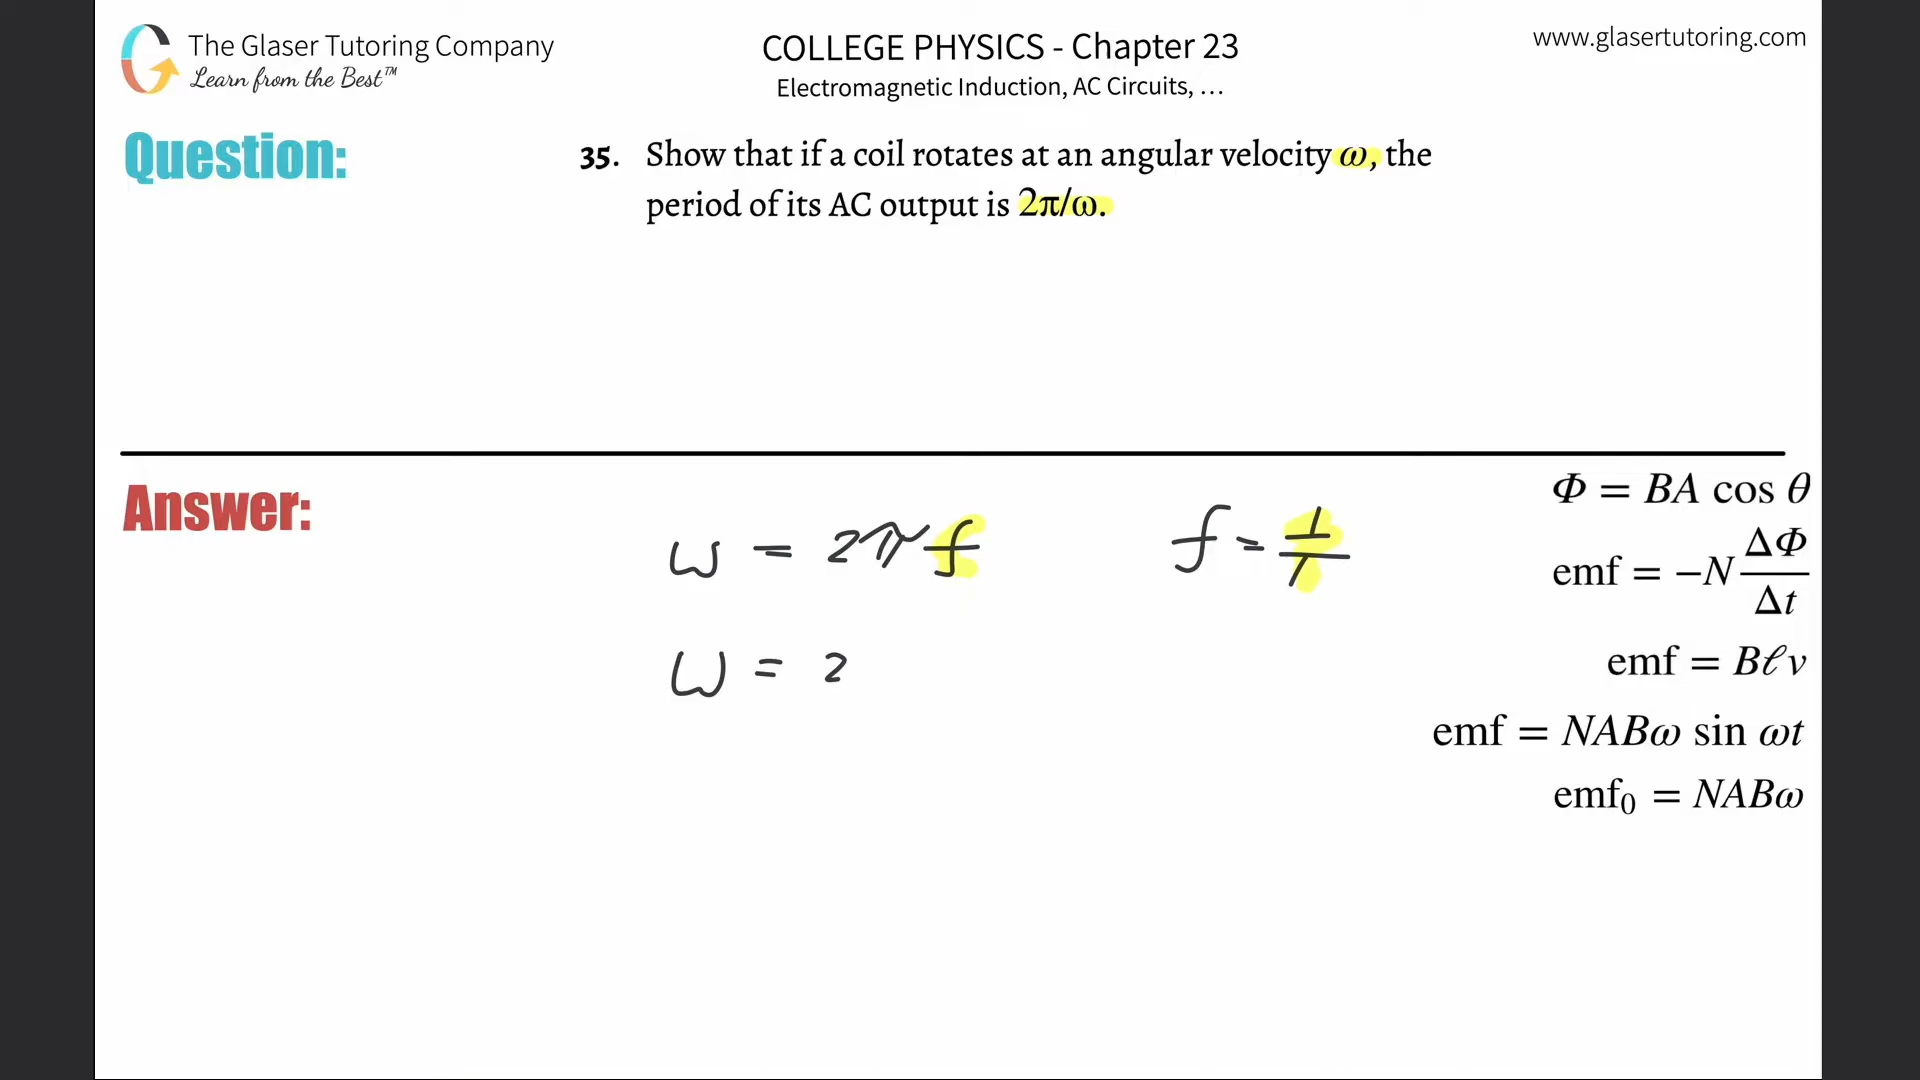 The Glaser Tutoring Company
Learn from the Best™
COLLEGE PHYSICS - Chapter 23
Electromagnetic Induction, AC Circuits, …
www.glasertutoring.com
Question:
35. Show that if a coil rotates at an angular velocity ω, the
period of its AC output is 2π/ω.
Answer:
ω = 2πf
f = 1/T
ω = 2
Φ = BA cos θ
emf = −N ΔΦ/Δt
emf = Bℓv
emf = NABω sin ωt
emf₀ = NABω